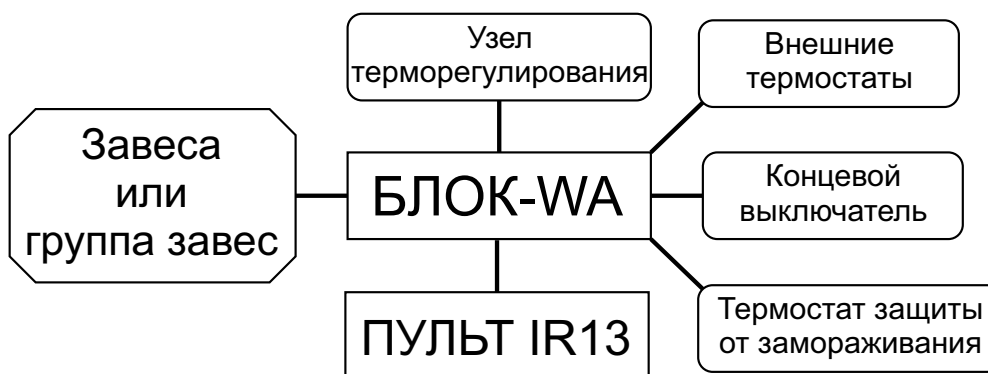 Узел
терморегулирования
Внешние
термостаты
Завеса
или
группа завес
БЛОК-WA
Концевой
выключатель
ПУЛЬТ IR13
Термостат защиты
от замораживания